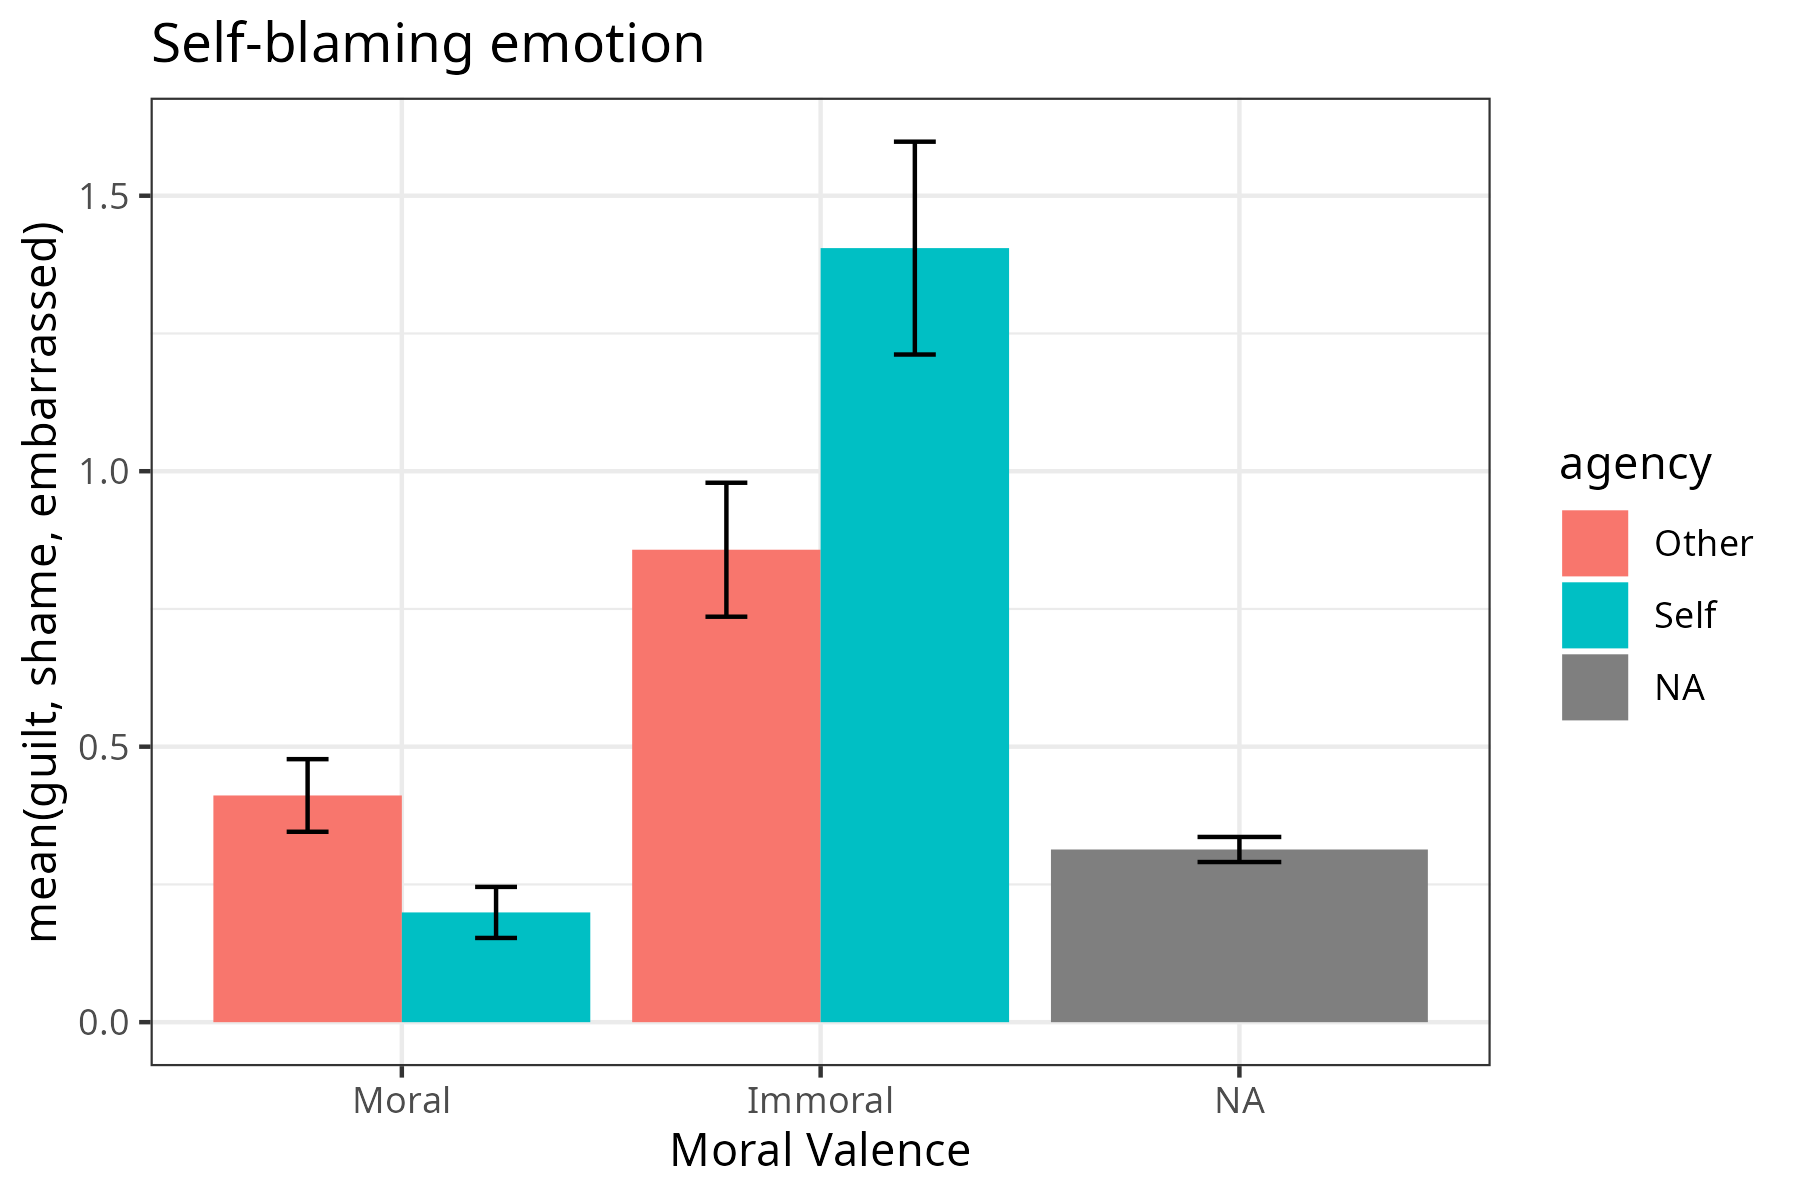 Self-blaming emotion
mean(guilt, shame, embarrassed)
1.5
1.0
0.5
0.0
Moral
Immoral
NA
Moral Valence
agency
Other
Self
NA